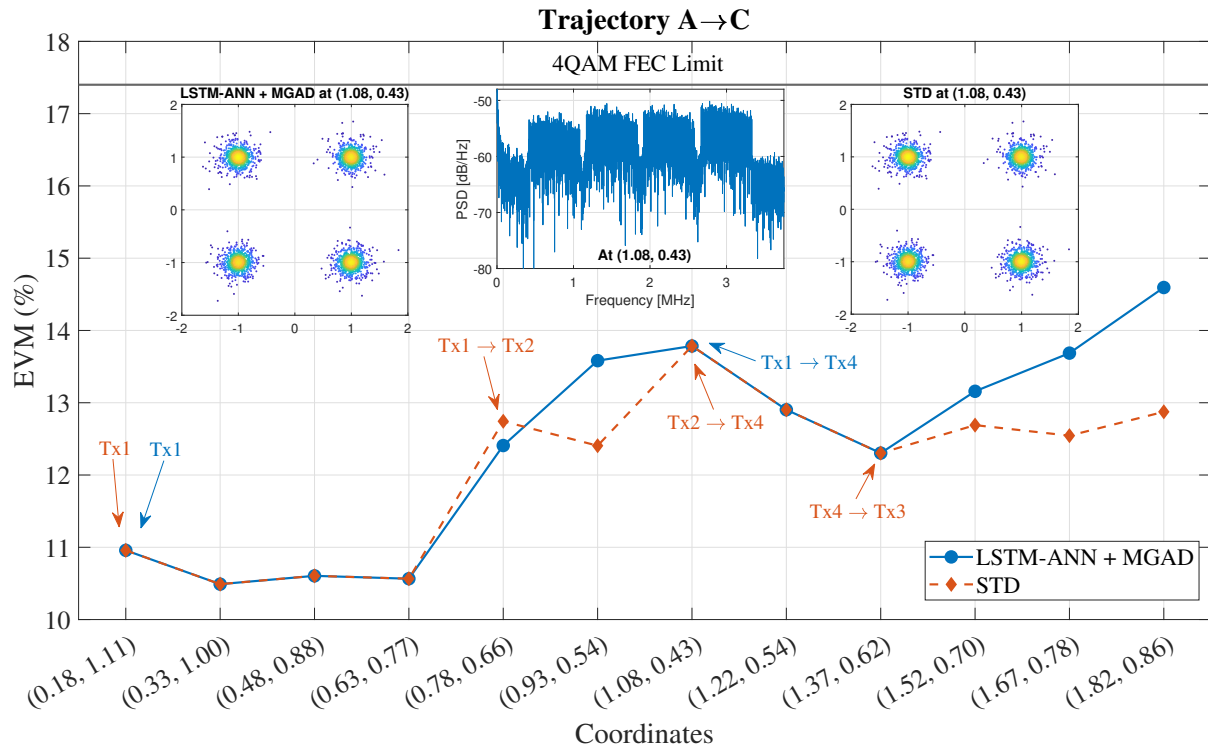 Trajectory A→C
18
17
16
15
14
13
12
11
10
EVM (%)
4QAM FEC Limit
LSTM-ANN + MGAD at (1.08, 0.43)
2
1
0
-1
-2
-2
-1
0
1
2
-50
-60
-70
-80
PSD [dB/Hz]
At (1.08, 0.43)
0
1
2
3
Frequency [MHz]
STD at (1.08, 0.43)
2
1
0
-1
-2
-2
-1
0
1
2
Tx1 → Tx2
Tx1 → Tx4
Tx2 → Tx4
Tx1
Tx1
Tx4 → Tx3
LSTM-ANN + MGAD
STD
(0.18, 1.11)
(0.33, 1.00)
(0.48, 0.88)
(0.63, 0.77)
(0.78, 0.66)
(0.93, 0.54)
(1.08, 0.43)
(1.22, 0.54)
(1.37, 0.62)
(1.52, 0.70)
(1.67, 0.78)
(1.82, 0.86)
Coordinates